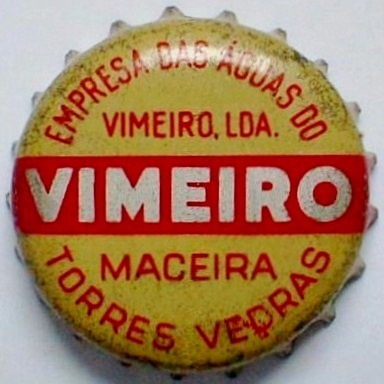 EMPRESA DAS ÁGUAS DO
VIMEIRO, LDA.
VIMEIRO
MACEIRA
TORRES VEDRAS